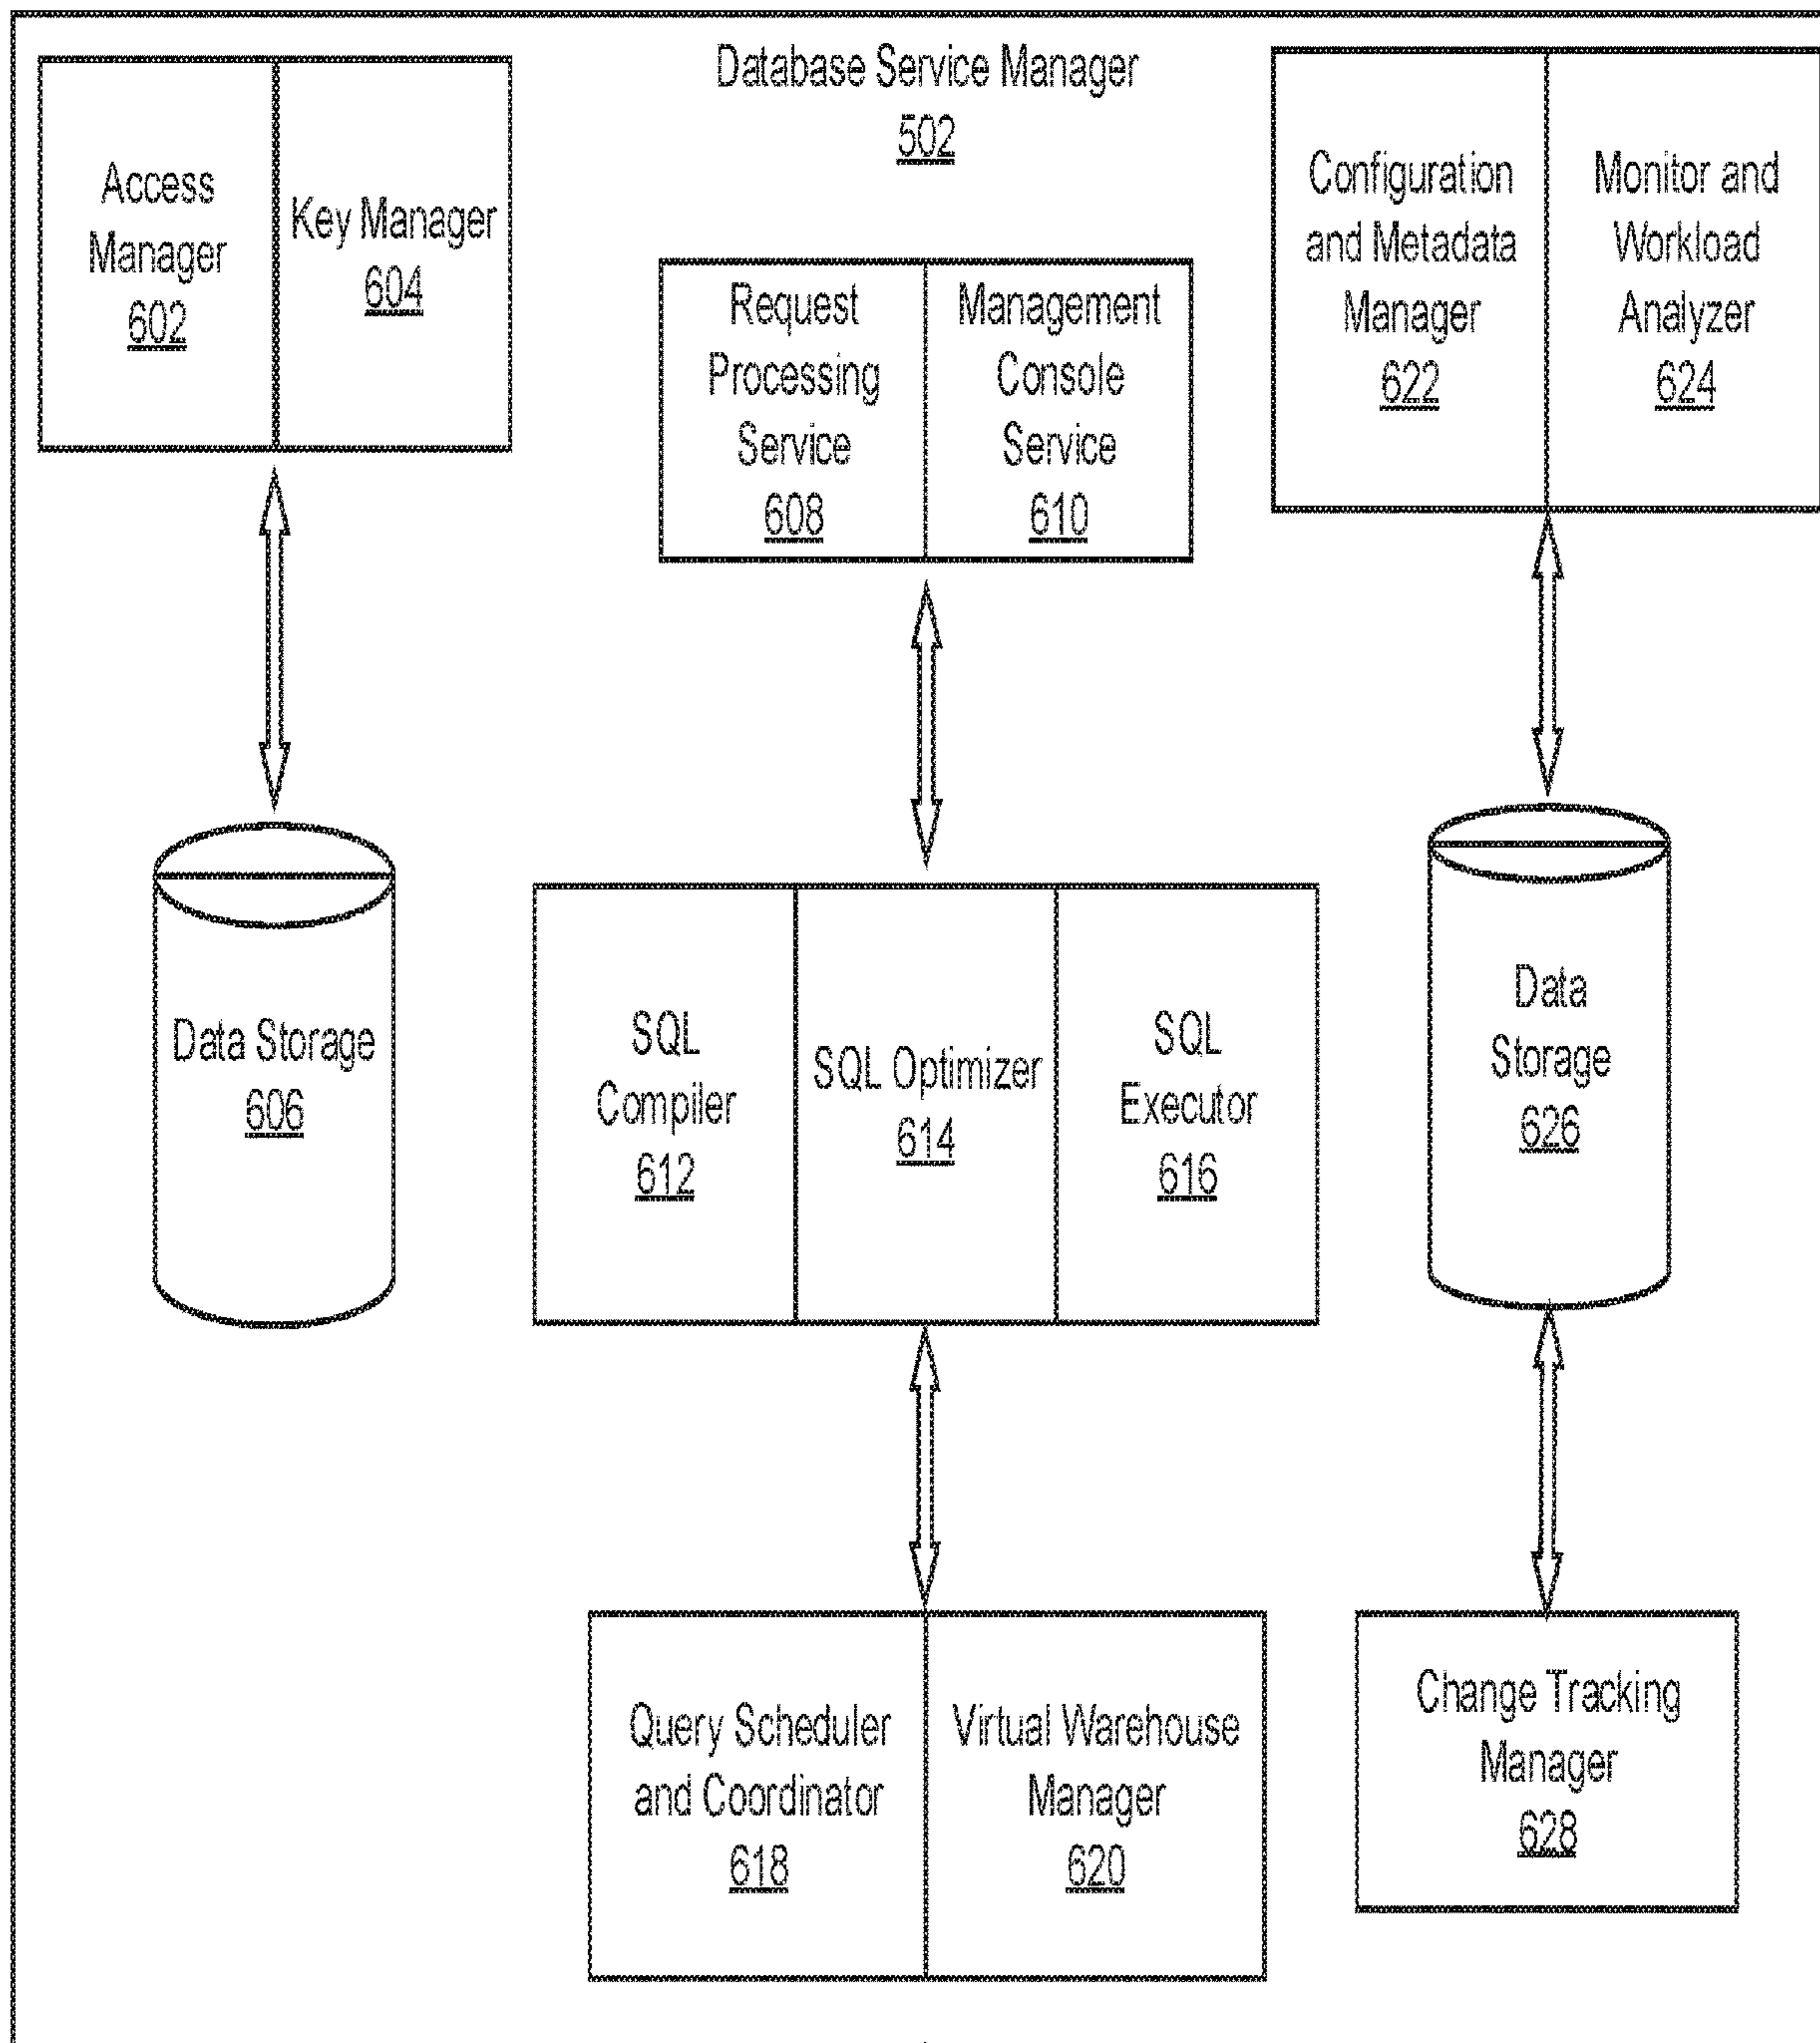 Database Service Manager
502
Access
Manager
602
Key Manager
604
Request
Processing
Service
608
Management
Console
Service
610
Configuration
and Metadata
Manager
622
Monitor and
Workload
Analyzer
624
Data Storage
606
SQL
Compiler
612
SQL Optimizer
614
SQL
Executor
616
Data
Storage
626
Query Scheduler
and Coordinator
618
Virtual Warehouse
Manager
620
Change Tracking
Manager
628